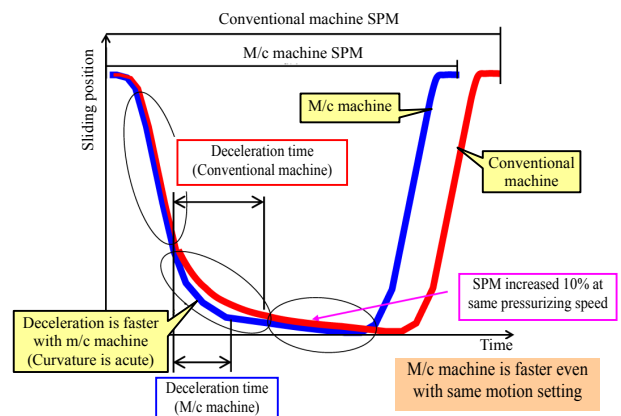 Conventional machine SPM
M/c machine SPM
Sliding position
M/c machine
Deceleration time
(Conventional machine)
Conventional
machine
SPM increased 10% at
same pressurizing speed
Deceleration is faster
with m/c machine
(Curvature is acute)
Time
Deceleration time
(M/c machine)
M/c machine is faster even
with same motion setting